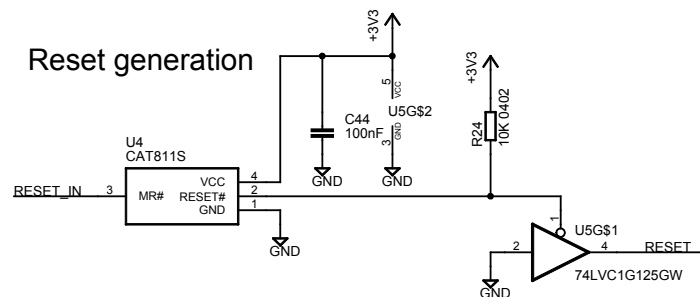 Reset generation
+3V3
+3V3
C44
100nF
5
VCC
U5G$2
3
GND
GND
GND
R24
10K 0402
U4
CAT811S
RESET_IN
3
MR#
VCC
4
RESET#
2
GND
1
GND
1
U5G$1
2
4
RESET
GND
74LVC1G125GW